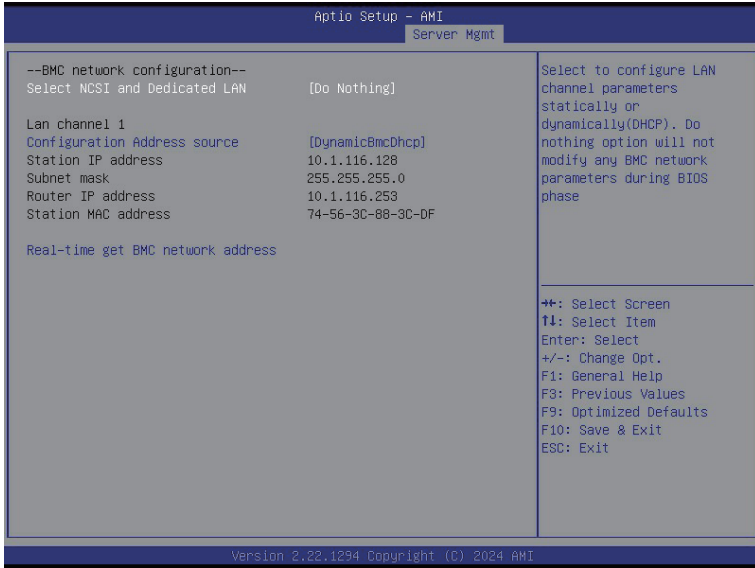 Aptio Setup – AMI
Server Mgmt
--BMC network configuration--
Select NCSI and Dedicated LAN [Do Nothing]
Lan channel 1
Configuration Address source [DynamicBmcDhcp]
Station IP address 10.1.116.128
Subnet mask 255.255.255.0
Router IP address 10.1.116.253
Station MAC address 74-56-3C-88-3C-DF
Real-time get BMC network address
Select to configure LAN
channel parameters
statically or
dynamically(DHCP). Do
nothing option will not
modify any BMC network
parameters during BIOS
phase
→←: Select Screen
↑↓: Select Item
Enter: Select
+/-: Change Opt.
F1: General Help
F3: Previous Values
F9: Optimized Defaults
F10: Save & Exit
ESC: Exit
Version 2.22.1294 Copyright (C) 2024 AMI